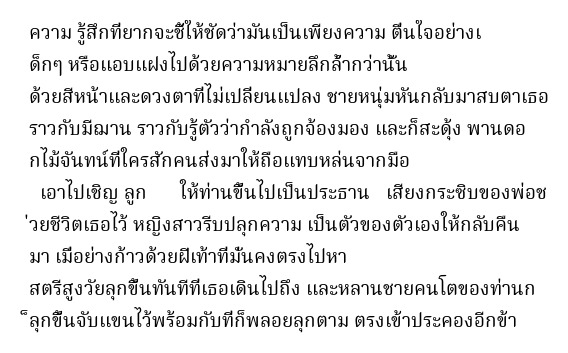 ความ รู้สึกที่ยากจะชี้ให้ชัดว่ามันเป็นเพียงความ ตื่นใจอย่างเ
ด็กๆ หรือแอบแฝงไปด้วยความหมายลึกล้ำกว่านั้น
ด้วยสีหน้าและดวงตาที่ไม่เปลี่ยนแปลง ชายหนุ่มหันกลับมาสบตาเธอ
ราวกับมีฌาน ราวกับรู้ตัวว่ากำลังถูกจ้องมอง และก็สะดุ้ง พานดอ
กไม้จันทน์ที่ใครสักคนส่งมาให้ถือแทบหล่นจากมือ
เอาไปเชิญ ลูก ให้ท่านขึ้นไปเป็นประธาน เสียงกระซิบของพ่อช
่วยชีวิตเธอไว้ หญิงสาวรีบปลุกความ เป็นตัวของตัวเองให้กลับคืน
มา เมื่อย่างก้าวด้วยฝีเท้าที่มั่นคงตรงไปหา
สตรีสูงวัยลุกขึ้นทันทีที่เธอเดินไปถึง และหลานชายคนโตของท่านก
็ลุกขึ้นจับแขนไว้พร้อมกับที่ก็พลอยลุกตาม ตรงเข้าประคองอีกข้า